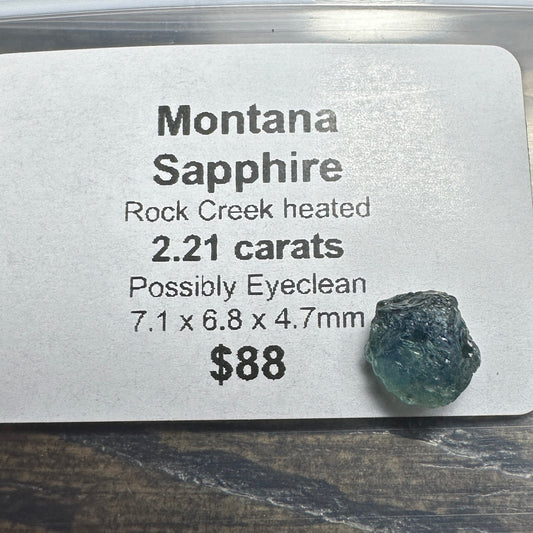 Montana
Sapphire
Rock Creek heated
2.21 carats
Possibly Eyeclean
7.1 x 6.8 x 4.7mm
$88